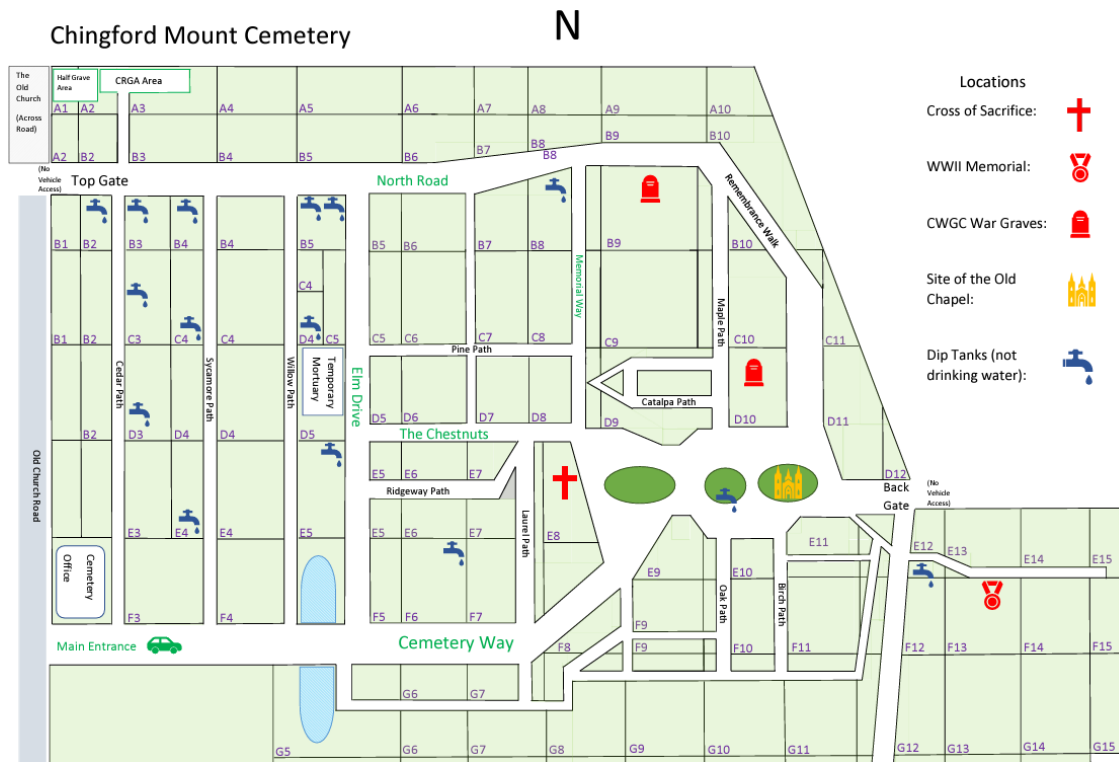 N
Chingford Mount Cemetery
The
Old
Church
(Across
Road)
Half Grave
Area
CRGA Area
A1 A2 A3 A4 A5 A6 A7 A8 A9 A10
A2 B2 B3 B4 B5 B6 B7 B8 B9 B10
B8
(No
Vehicle
Access)
Top Gate
North Road
Remembrance Walk
B1 B2 B3 B4 B4 B5 B5 B6 B7 B8 B9 B10
Memorial Way
C4
Maple Path
B1 B2 C3 C4 C4 D4 C5 C5 C6 C7 C8 C9 C10 C11
Pine Path
Cedar Path
Sycamore Path
Willow Path
Temporary
Mortuary
Elm Drive
Catalpa Path
B2 D3 D4 D4 D5 D5 D6 D7 D8 D9 D10 D11
The Chestnuts
Old Church Road
E5 E6 E7
D12
Ridgeway Path
Back
Gate
(No
Vehicle
Access)
Laurel Path
E3 E4 E4 E5 E5 E6 E7 E8 E11 E12 E13 E14 E15
Cemetery
Office
E9 E10
Oak Path
Birch Path
F3 F4 F5 F6 F7 F9
Main Entrance
Cemetery Way
F8 F9 F10 F11 F12 F13 F14 F15
G6 G7
G5 G6 G7 G8 G9 G10 G11 G12 G13 G14 G15
Locations
Cross of Sacrifice:
WWII Memorial:
CWGC War Graves:
Site of the Old
Chapel:
Dip Tanks (not
drinking water):